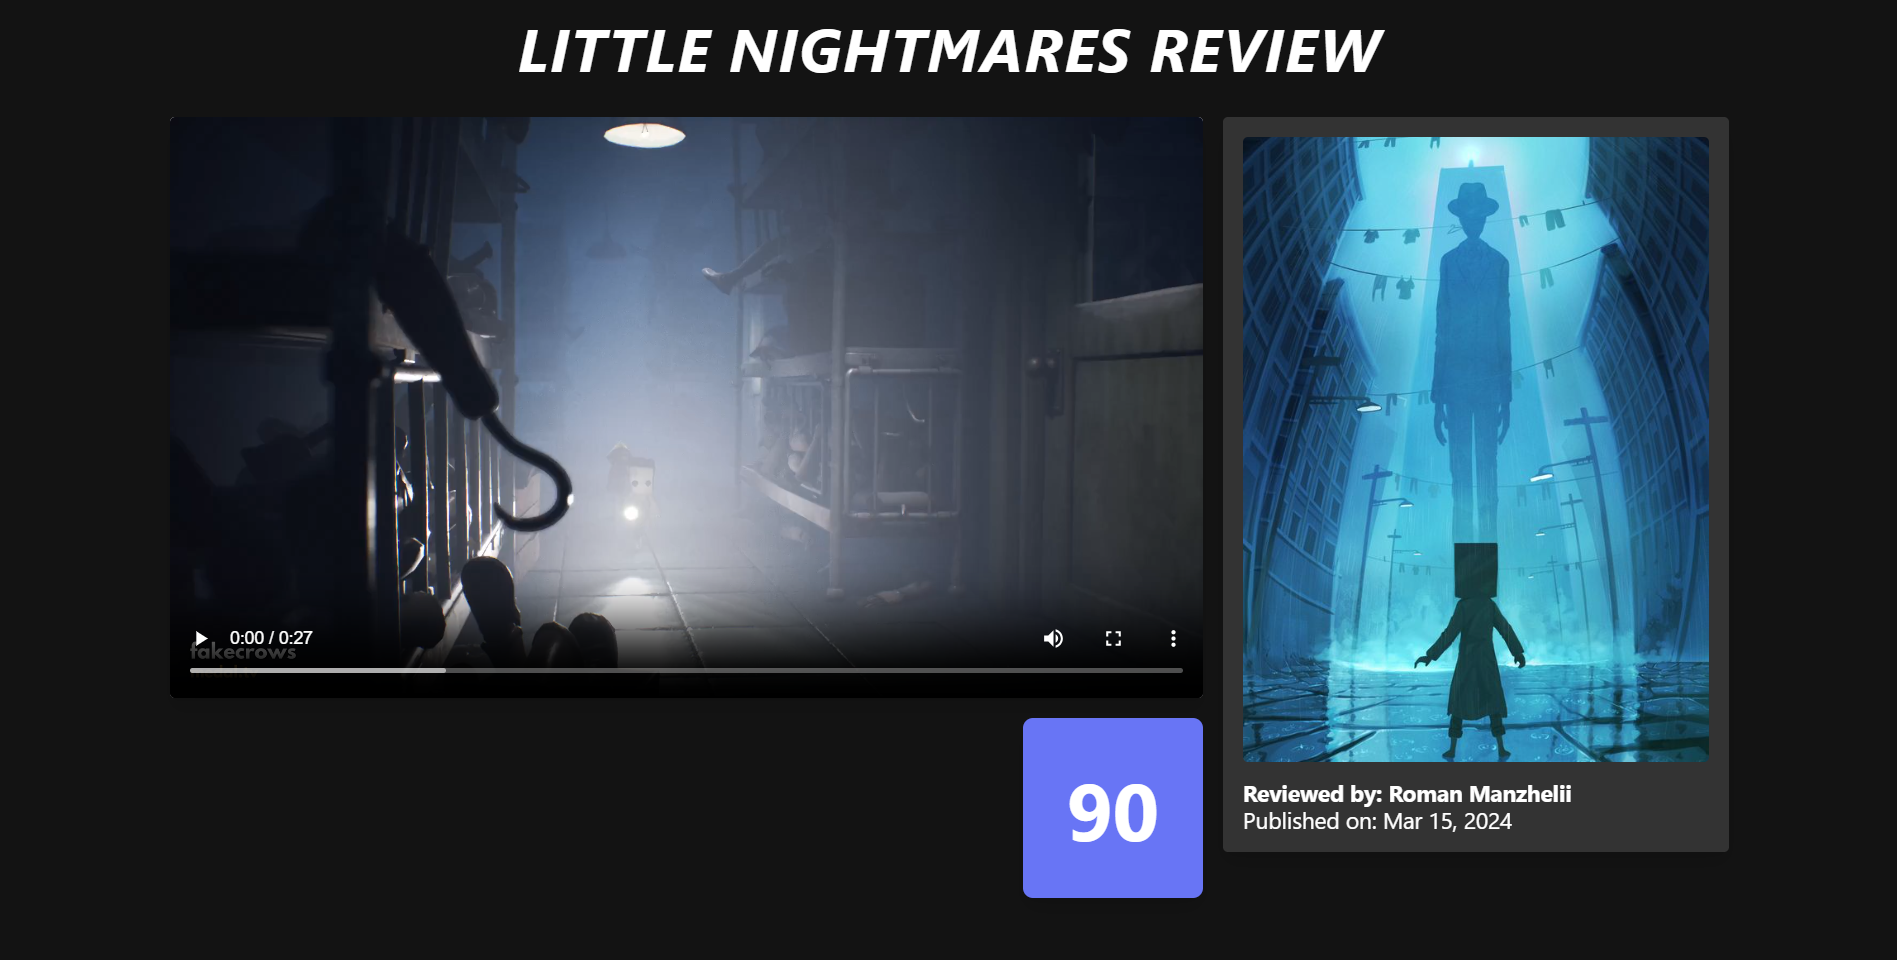 LITTLE NIGHTMARES REVIEW
0:00 / 0:27
fakecrows
90
Reviewed by: Roman Manzhelii
Published on: Mar 15, 2024